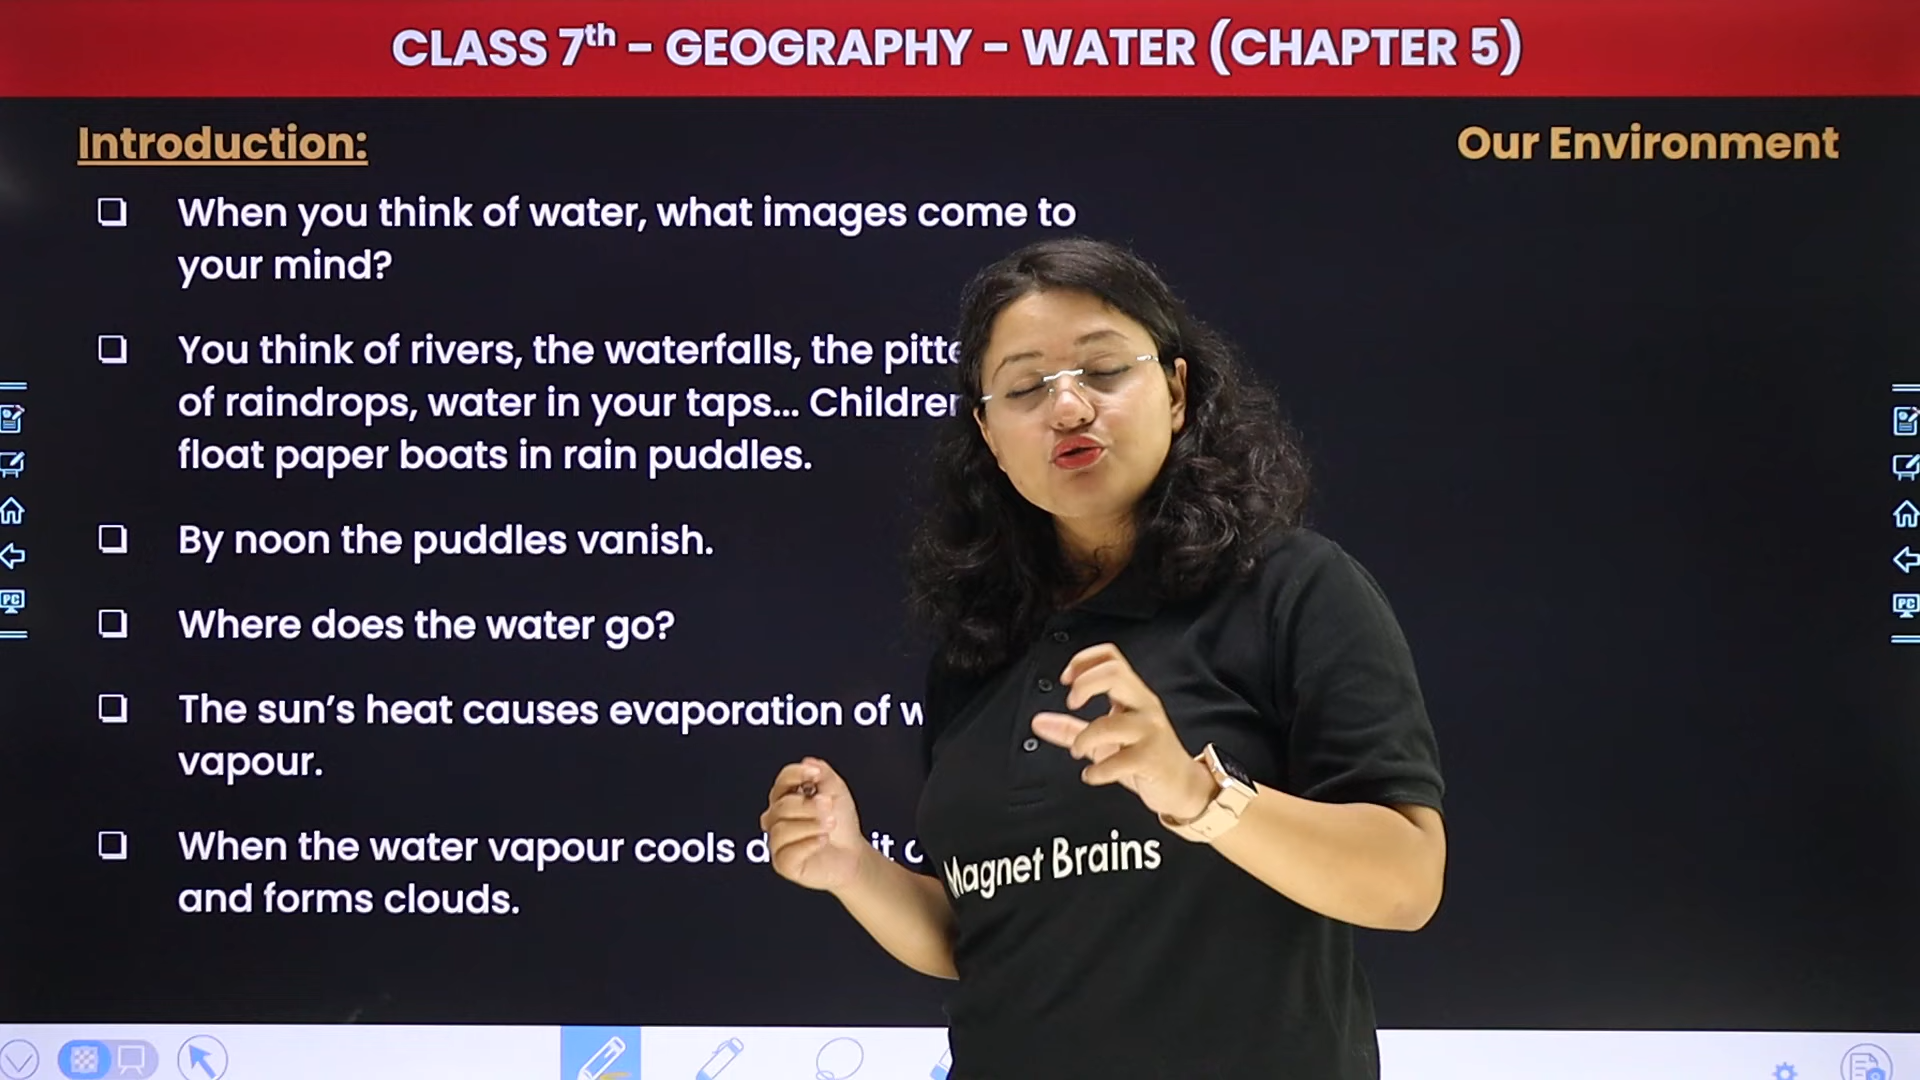 CLASS 7th - GEOGRAPHY - WATER (CHAPTER 5)
Introduction:
Our Environment
When you think of water, what images come to
your mind?
You think of rivers, the waterfalls, the
of raindrops, water in your taps...
float paper boats in rain puddles.
By noon the puddles vanish.
Where does the water go?
The sun's heat causes evaporation of
vapour.
When the water vapour cools it
and forms clouds.
Magnet Brains
PC
PC